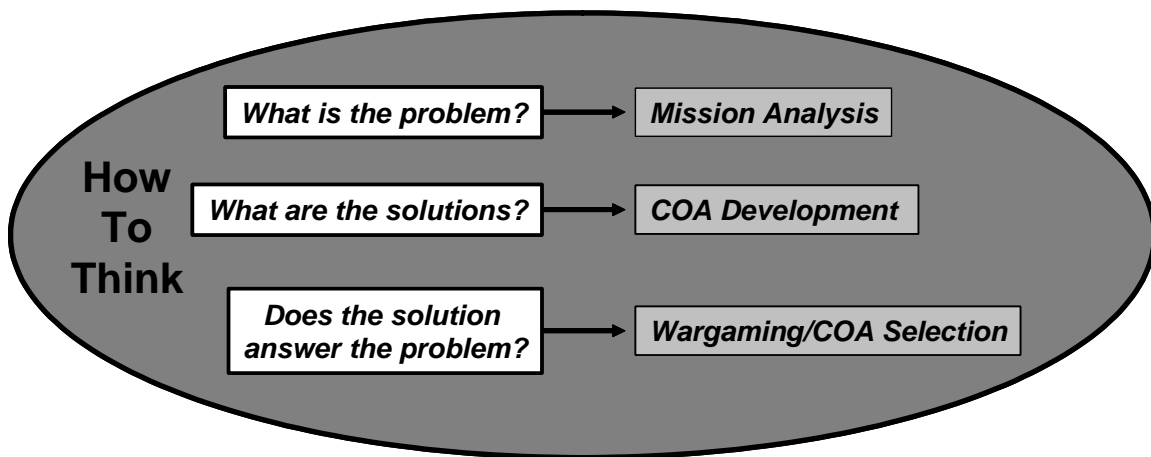 What is the problem?
Mission Analysis
How
To
Think
What are the solutions?
COA Development
Does the solution
answer the problem?
Wargaming/COA Selection